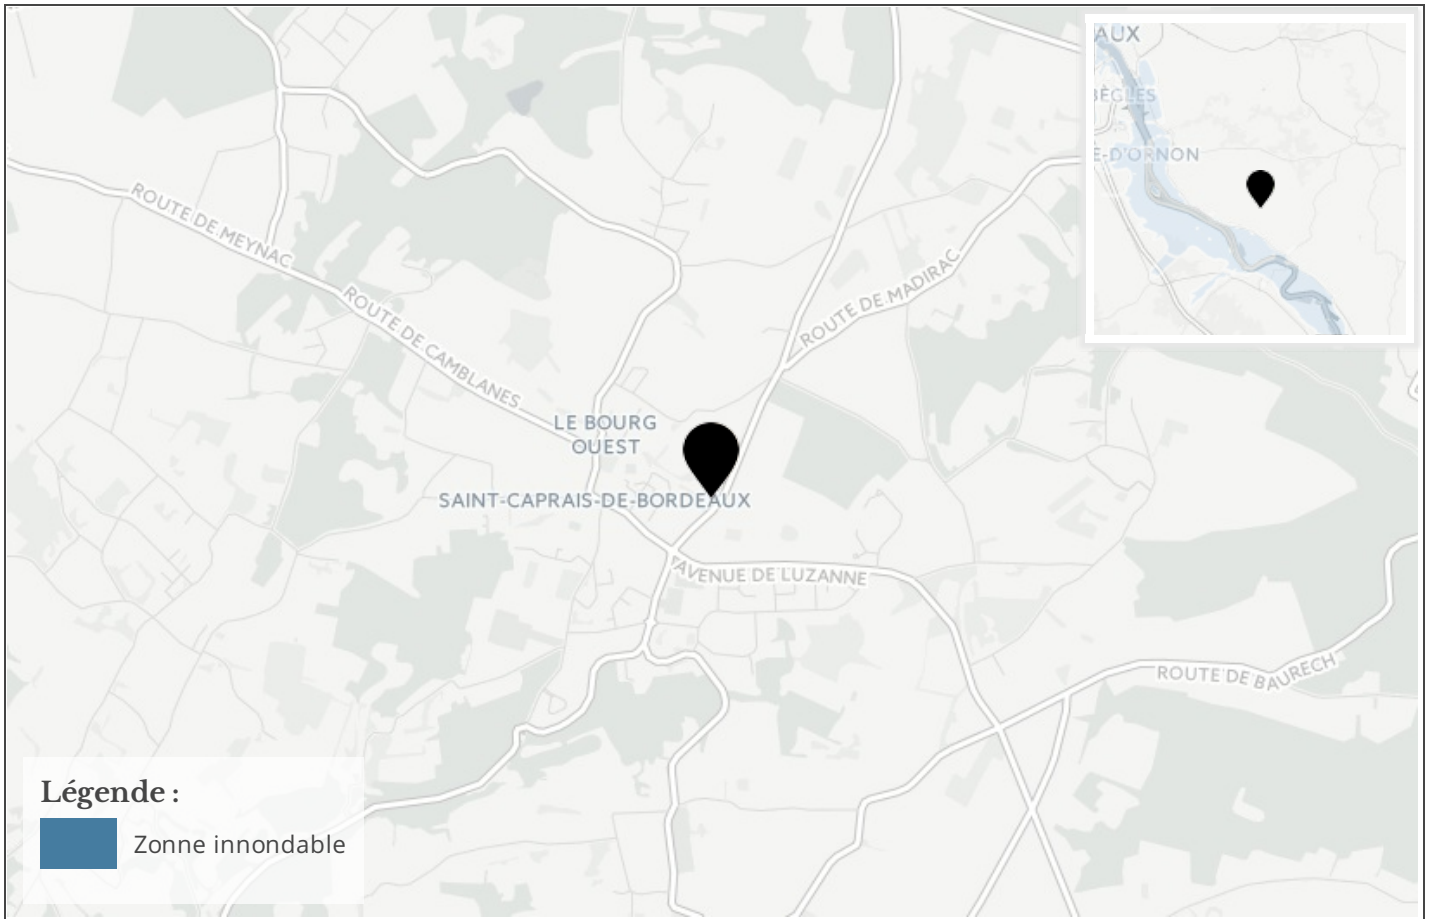 AUX
BÈGLES
E-D'ORNON
ROUTE DE MEYNAC
ROUTE DE CAMBLANES
ROUTE DE MADIRAC
LE BOURG
OUEST
SAINT-CAPRAIS-DE-BORDEAUX
AVENUE DE LUZANNE
ROUTE DE BAURECH
Légende :
Zonne innondable